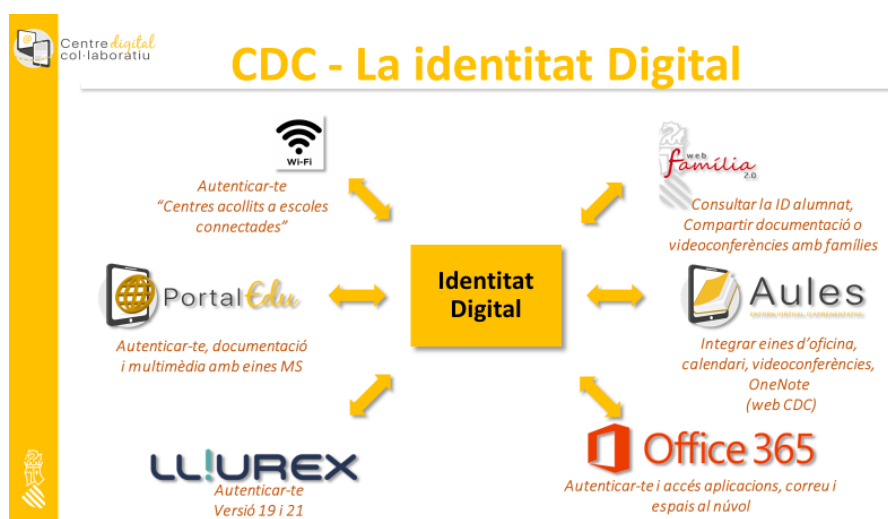 Centre digital
col·laboratiu
CDC - La identitat Digital
Wi-Fi
Autenticar-te
“Centres acollits a escoles
connectades”
web
família
2.0
Consultar la ID alumnat,
Compartir documentació o
videoconferències amb famílies
Identitat
Digital
PortalEdu
Autenticar-te, documentació
i multimèdia amb eines MS
Aules
Integrar eines d’oficina,
calendari, videoconferències,
OneNote
(web CDC)
LL!UREX
Autenticar-te
Versió 19 i 21
Office 365
Autenticar-te i accés aplicacions, correu i
espais al núvol